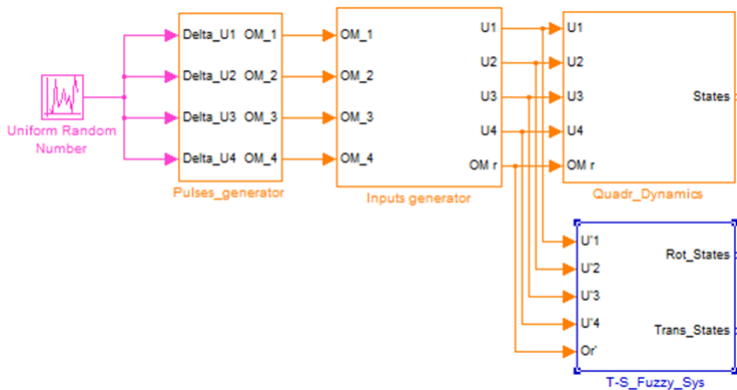 Uniform Random
Number
Delta_U1 OM_1
Delta_U2 OM_2
Delta_U3 OM_3
Delta_U4 OM_4
Pulses_generator
OM_1
OM_2
OM_3
OM_4
U1
U2
U3
U4
OM r
Inputs generator
U1
U2
U3
U4
OM r
States
Quadr_Dynamics
U'1
U'2
U'3
U'4
Or'
Rot_States
Trans_States
T-S_Fuzzy_Sys